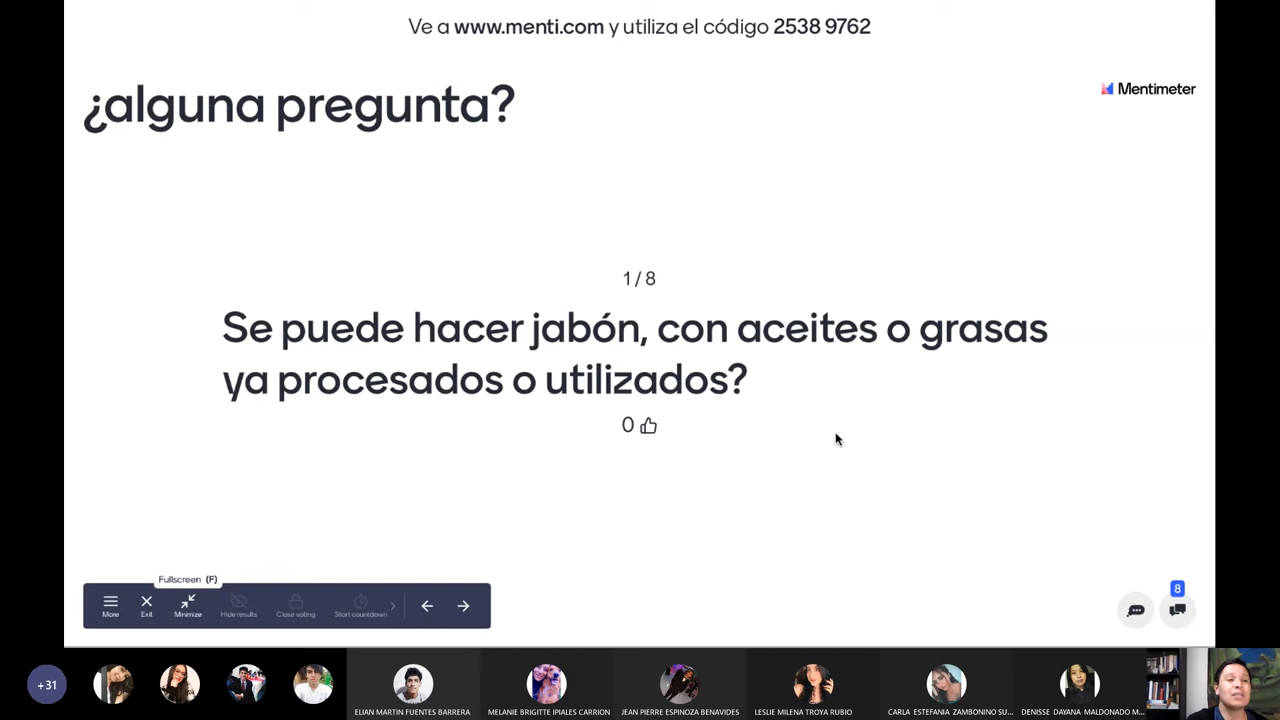 Ve a www.menti.com y utiliza el código 2538 9762
¿alguna pregunta?
Mentimeter
1 / 8
Se puede hacer jabón, con aceites o grasas
ya procesados o utilizados?
0
Fullscreen (F)
More
Exit
Minimize
Hide results
Close voting
Start countdown
8
+31
ELIAN MARTIN FUENTES BARRERA
MELANIE BRIGITTE IPIALES CARRION
JEAN PIERRE ESPINOZA BENAVIDES
LESLIE MILENA TROYA RUBIO
CARLA ESTEFANIA ZAMBONINO SU...
DENISSE DAYANA MALDONADO M...